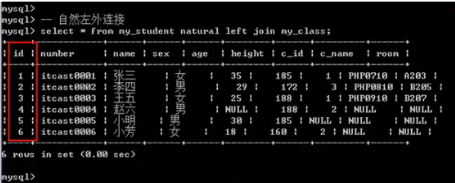 mysql>
mysql> -- 自然左外连接
mysql> select * from my_student natural left join my_class;
+----+------------+------+-----+-----+--------+------+---------+------+
| id | number | name | sex | age | height | c_id | c_name | room |
+----+------------+------+-----+-----+--------+------+---------+------+
| 1 | itcast0001 | 张三 | 女 | 35 | 185 | 1 | PHP0710 | A203 |
| 2 | itcast0002 | 李四 | 男 | 29 | 172 | 3 | PHP0810 | B205 |
| 3 | itcast0003 | 王五 | 女 | 25 | 188 | 1 | PHP0910 | B207 |
| 4 | itcast0004 | 赵六 | 男 | NULL | 188 | 2 | NULL | NULL |
| 5 | itcast0005 | 小明 | 男 | 30 | 185 | NULL | NULL | NULL |
| 6 | itcast0006 | 小芳 | 女 | 18 | 160 | 2 | NULL | NULL |
+----+------------+------+-----+-----+--------+------+---------+------+
6 rows in set (0.00 sec)
mysql>